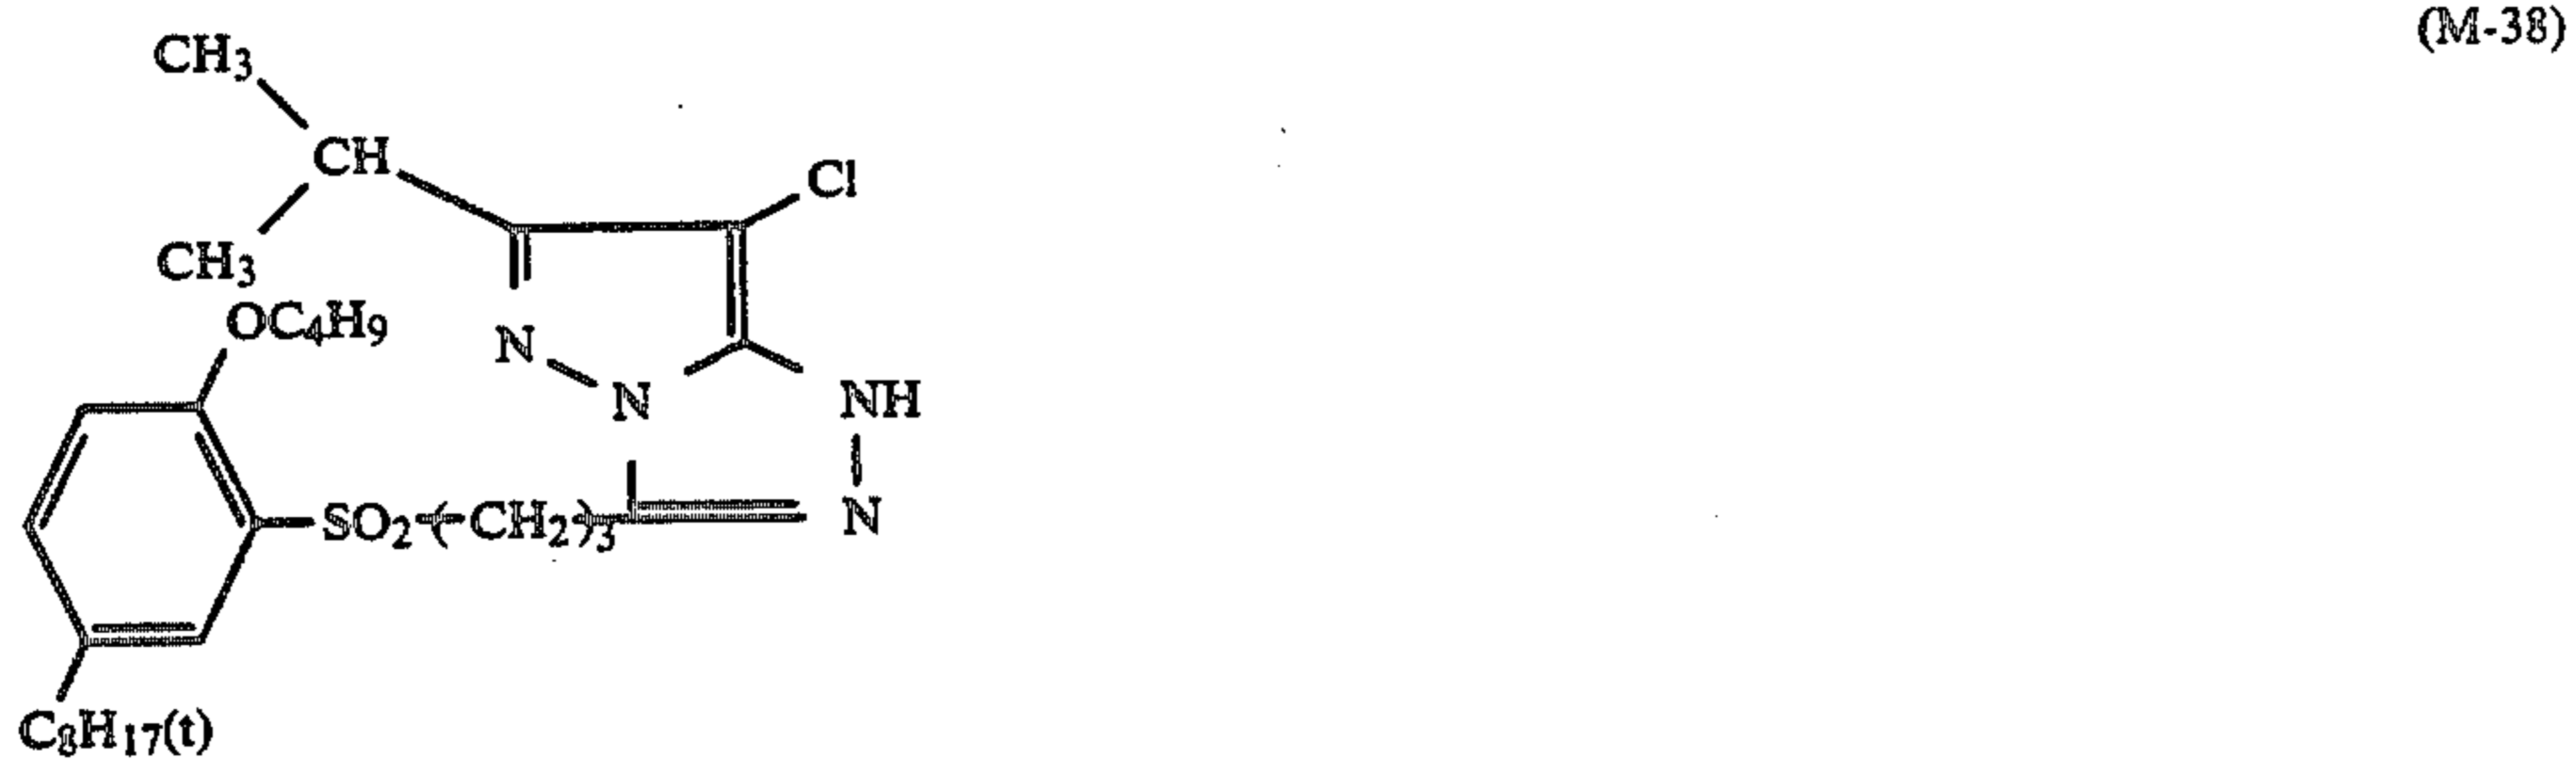 (M-38)
CH3
CH
Cl
CH3
OC4H9
N
N
NH
SO2-(CH2)3
N
C8H17(t)